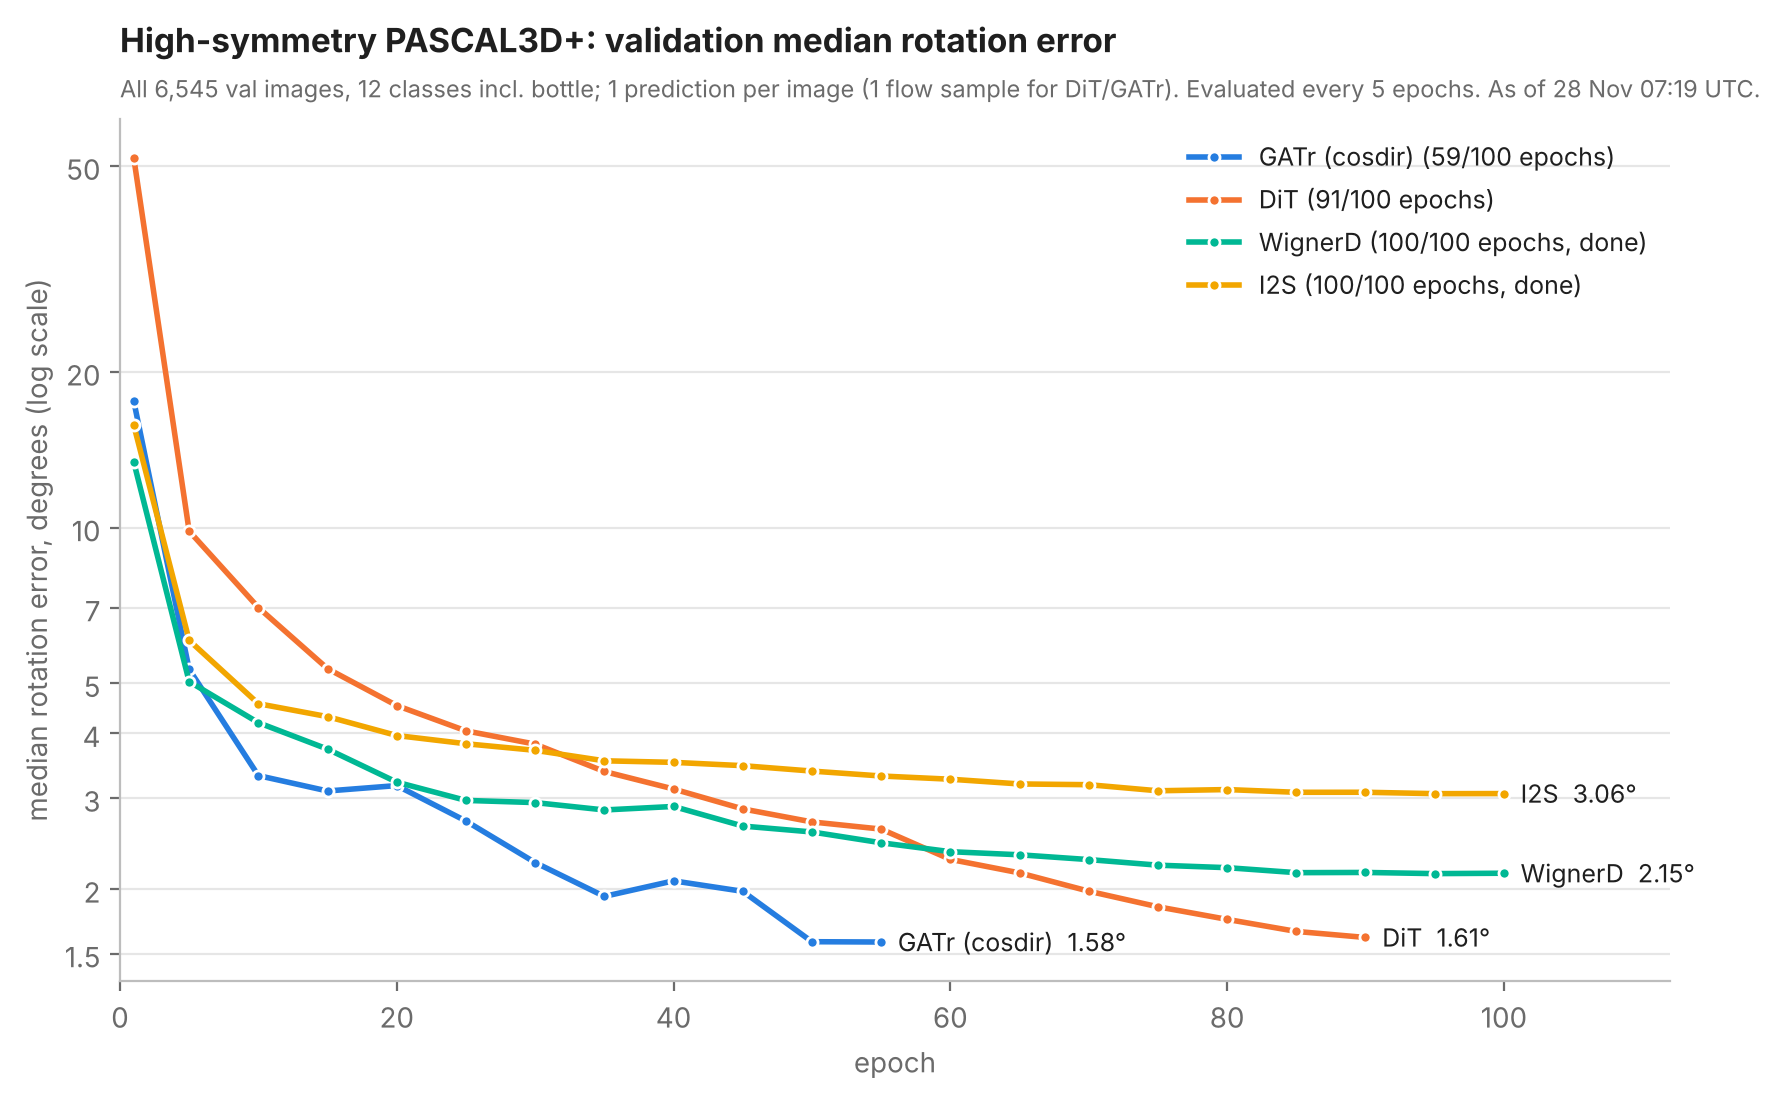 High-symmetry PASCAL3D+: validation median rotation error
All 6,545 val images, 12 classes incl. bottle; 1 prediction per image (1 flow sample for DiT/GATr). Evaluated every 5 epochs. As of 28 Nov 07:19 UTC.
GATr (cosdir) (59/100 epochs)
DiT (91/100 epochs)
WignerD (100/100 epochs, done)
I2S (100/100 epochs, done)
median rotation error, degrees (log scale)
50
20
10
7
5
4
3
2
1.5
I2S 3.06°
WignerD 2.15°
GATr (cosdir) 1.58°
DiT 1.61°
0 20 40 60 80 100
epoch